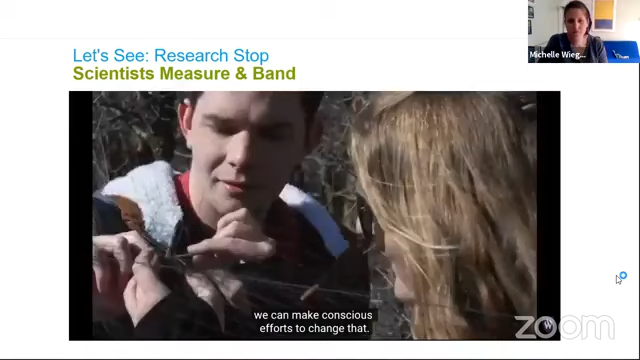 Let's See: Research Stop
Scientists Measure & Band
Michelle Wieg...
we can make conscious
efforts to change that.
zoom